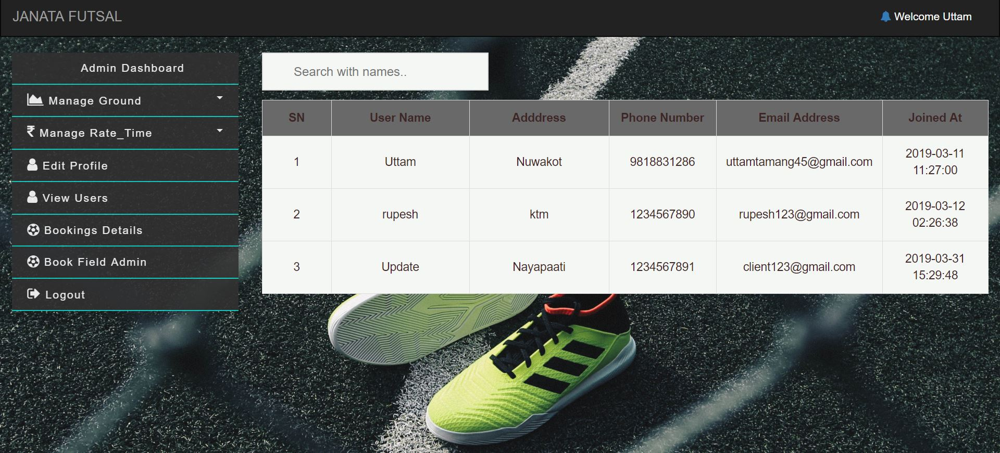 JANATA FUTSAL
Welcome Uttam
Admin Dashboard
Manage Ground
Manage Rate_Time
Edit Profile
View Users
Bookings Details
Book Field Admin
Logout
Search with names..
SN User Name Adddress Phone Number Email Address Joined At
1 Uttam Nuwakot 9818831286 uttamtamang45@gmail.com 2019-03-11
11:27:00
2 rupesh ktm 1234567890 rupesh123@gmail.com 2019-03-12
02:26:38
3 Update Nayapaati 1234567891 client123@gmail.com 2019-03-31
15:29:48